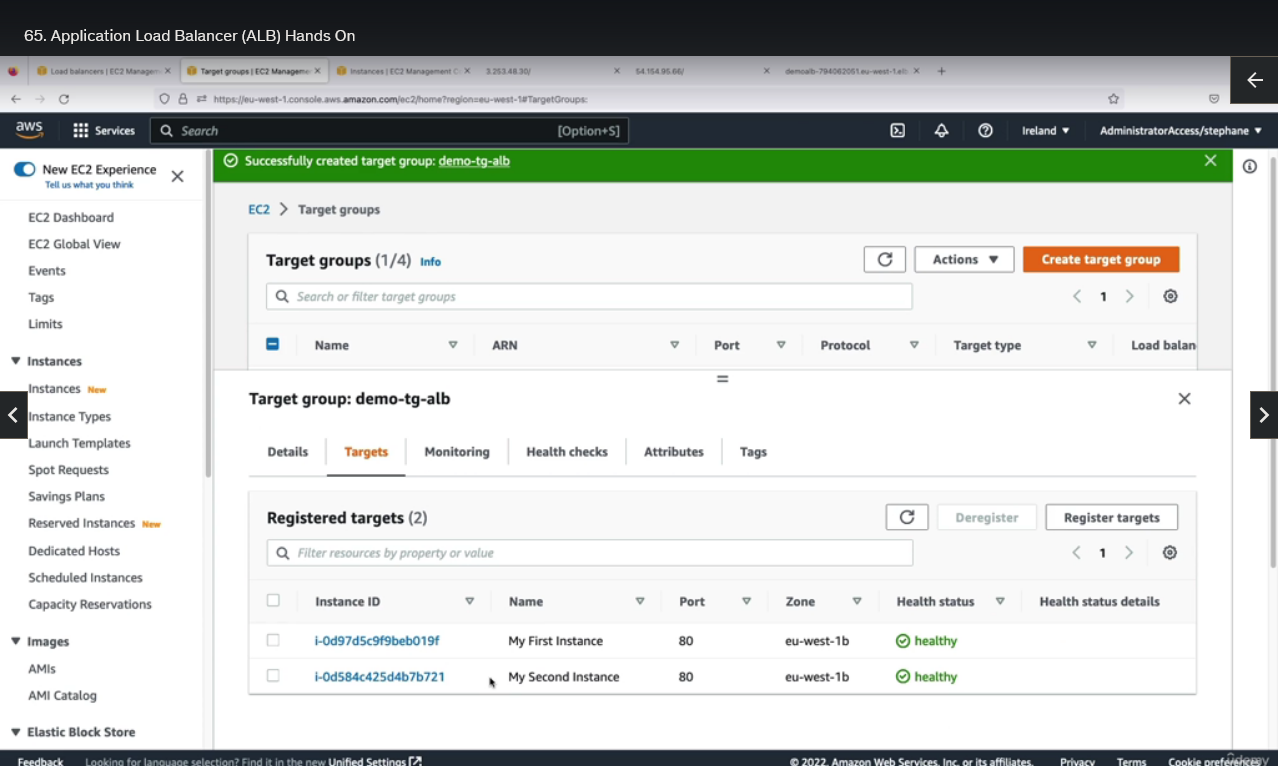 65. Application Load Balancer (ALB) Hands On
Load balancers | EC2 Managem
Target groups | EC2 Manageme
Instances | EC2 Management C
3.253.48.30/
54.154.95.66/
demoalb-794062051.eu-west-1.elb
https://eu-west-1.console.aws.amazon.com/ec2/home?region=eu-west-1#TargetGroups:
aws Services Search [Option+S] Ireland AdministratorAccess/stephane
New EC2 Experience
Tell us what you think
EC2 Dashboard
EC2 Global View
Events
Tags
Limits
Instances
Instances New
Instance Types
Launch Templates
Spot Requests
Savings Plans
Reserved Instances New
Dedicated Hosts
Scheduled Instances
Capacity Reservations
Images
AMIs
AMI Catalog
Elastic Block Store
Successfully created target group: demo-tg-alb
EC2 > Target groups
Target groups (1/4) Info Actions Create target group
Search or filter target groups 1
Name ARN Port Protocol Target type Load balan
Target group: demo-tg-alb
Details Targets Monitoring Health checks Attributes Tags
Registered targets (2) Deregister Register targets
Filter resources by property or value 1
Instance ID Name Port Zone Health status Health status details
i-0d97d5c9f9beb019f My First Instance 80 eu-west-1b healthy
i-0d584c425d4b7b721 My Second Instance 80 eu-west-1b healthy
Feedback Looking for language selection? Find it in the new Unified Settings © 2022, Amazon Web Services, Inc. or its affiliates. Privacy Terms Cookie preferences
ûdemy